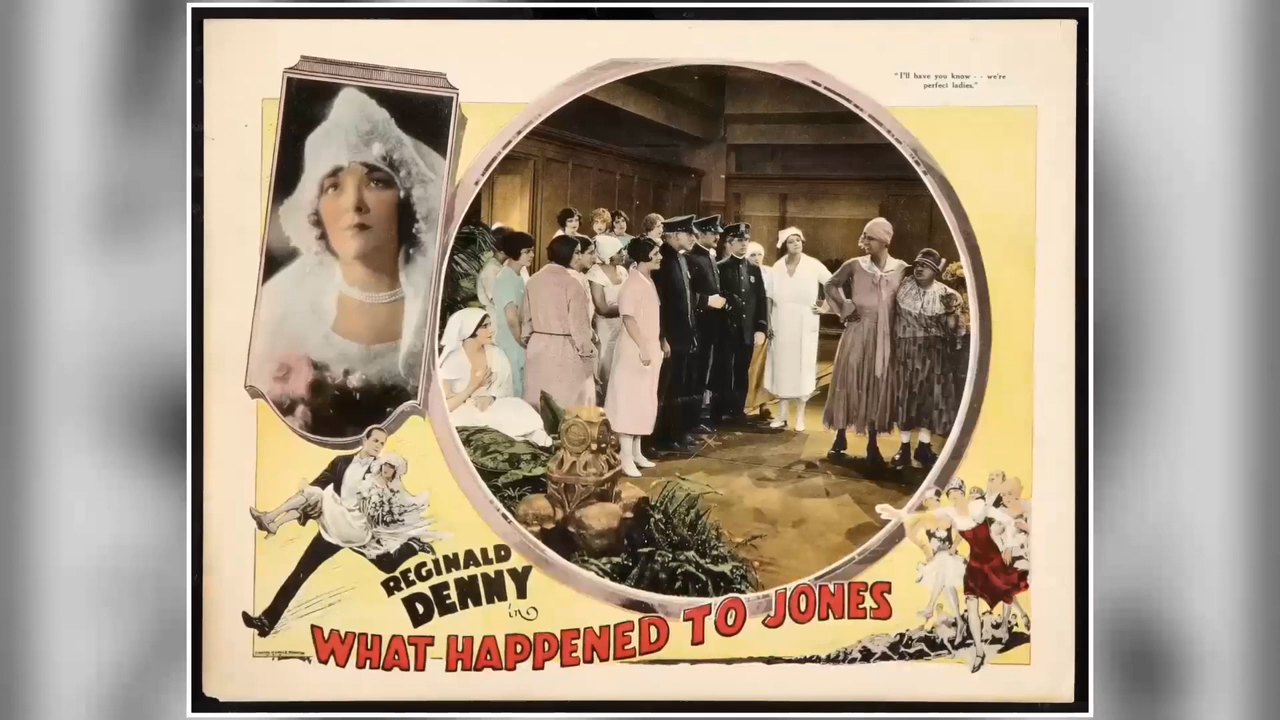 "I'll have you know - - we're
perfect ladies."
REGINALD
DENNY
in
WHAT HAPPENED TO JONES